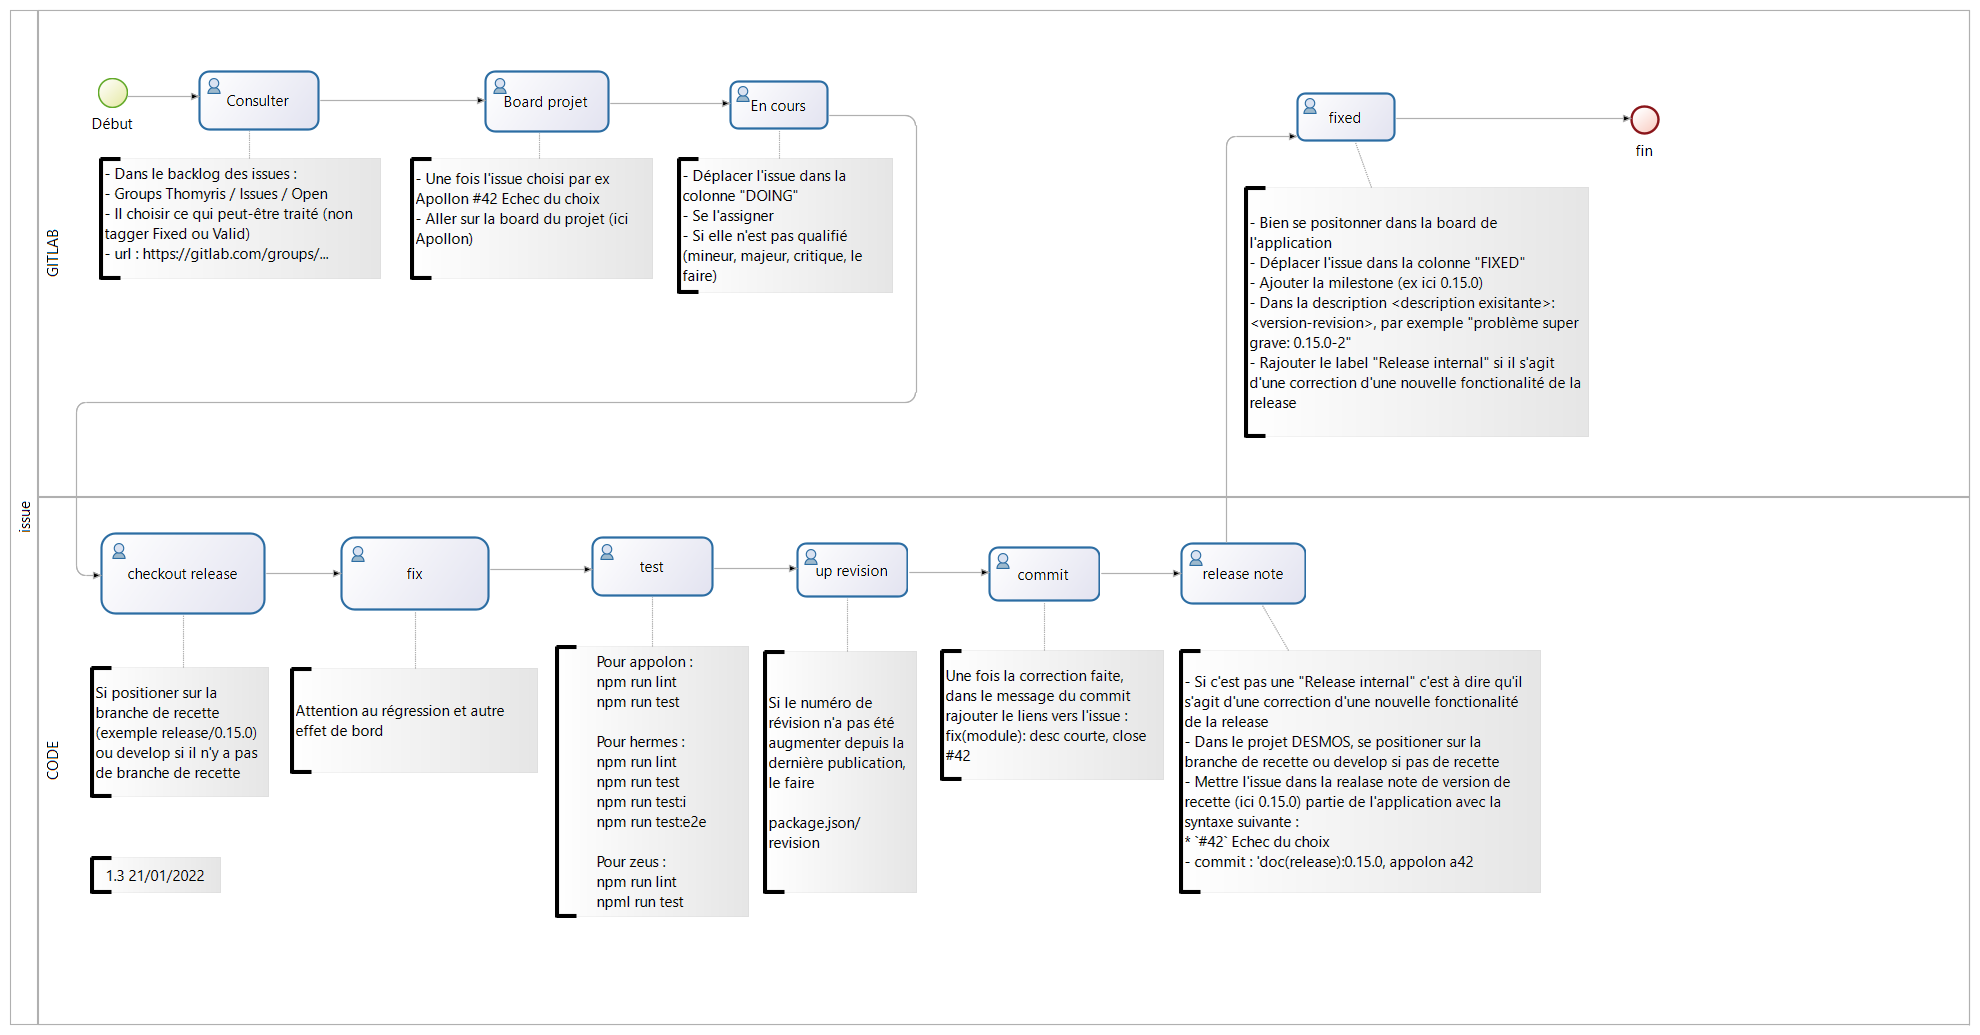 issue
GITLAB
Début
Consulter
Board projet
En cours
fixed
fin
- Dans le backlog des issues :
- Groups Thomyris / Issues / Open
- Il choisir ce qui peut-être traité (non
tagger Fixed ou Valid)
- url : https://gitlab.com/groups/...
- Une fois l'issue choisi par ex
Apollon #42 Echec du choix
- Aller sur la board du projet (ici
Apollon)
- Déplacer l'issue dans la
colonne "DOING"
- Se l'assigner
- Si elle n'est pas qualifié
(mineur, majeur, critique, le
faire)
- Bien se positonner dans la board de
l'application
- Déplacer l'issue dans la colonne "FIXED"
- Ajouter la milestone (ex ici 0.15.0)
- Dans la description <description exisitante>:
<version-revision>, par exemple "problème super
grave: 0.15.0-2"
- Rajouter le label "Release internal" si il s'agit
d'une correction d'une nouvelle fonctionalité de la
release
CODE
checkout release
fix
test
up revision
commit
release note
Si positioner sur la
branche de recette
(exemple release/0.15.0)
ou develop si il n'y a pas
de branche de recette
Attention au régression et autre
effet de bord
Pour appolon :
npm run lint
npm run test
Pour hermes :
npm run lint
npm run test
npm run test:i
npm run test:e2e
Pour zeus :
npm run lint
npml run test
Si le numéro de
révision n'a pas été
augmenter depuis la
dernière publication,
le faire
package.json/
revision
Une fois la correction faite,
dans le message du commit
rajouter le liens vers l'issue :
fix(module): desc courte, close
#42
- Si c'est pas une "Release internal" c'est à dire qu'il
s'agit d'une correction d'une nouvelle fonctionalité
de la release
- Dans le projet DESMOS, se positioner sur la
branche de recette ou develop si pas de recette
- Mettre l'issue dans la realase note de version de
recette (ici 0.15.0) partie de l'application avec la
syntaxe suivante :
* `#42` Echec du choix
- commit : 'doc(release):0.15.0, appolon a42
1.3 21/01/2022